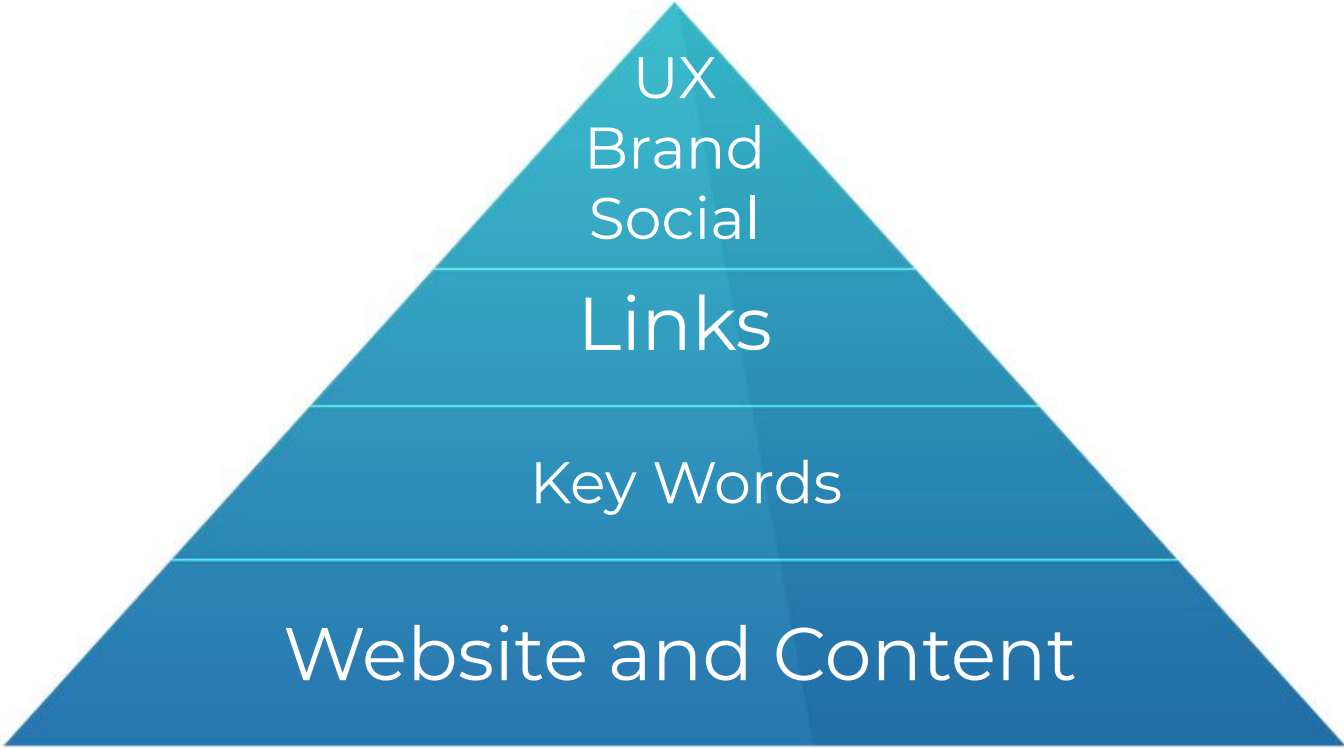 UX
Brand
Social
Links
Key Words
Website and Content